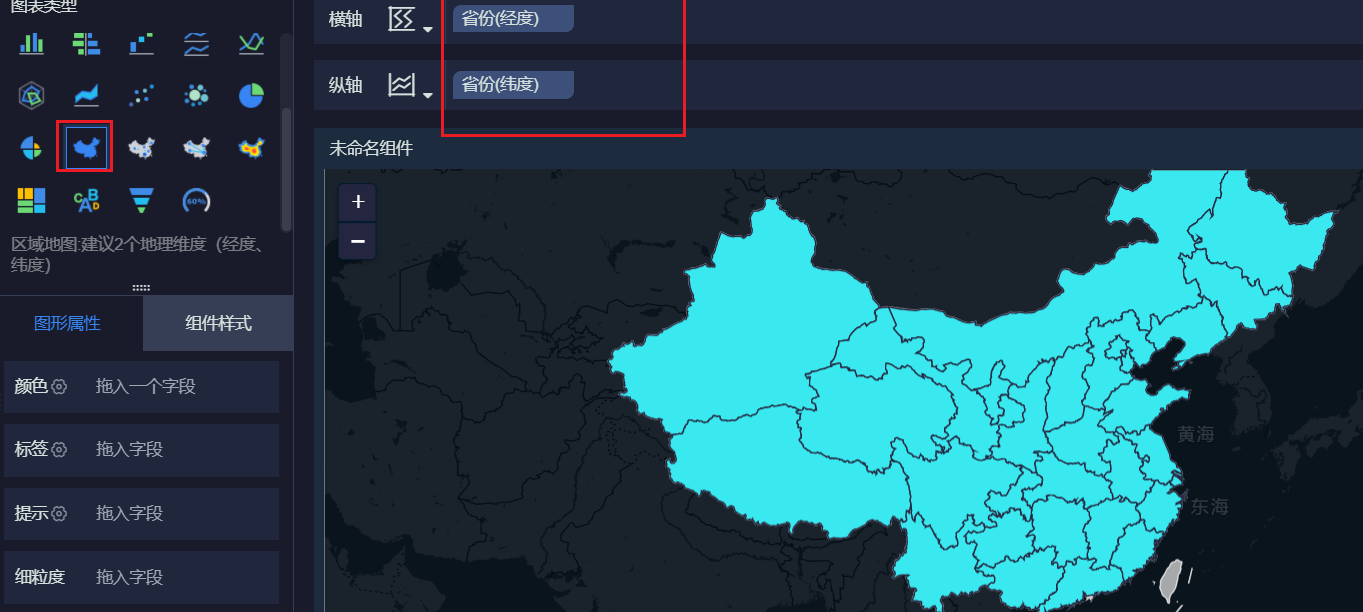 图表类型
横轴
省份(经度)
纵轴
省份(纬度)
未命名组件
+
−
60%
CABD
区域地图:建议2个地理维度（经度、
纬度）
图形属性
组件样式
颜色 拖入一个字段
标签 拖入字段
提示 拖入字段
细粒度 拖入字段
黄海
东海